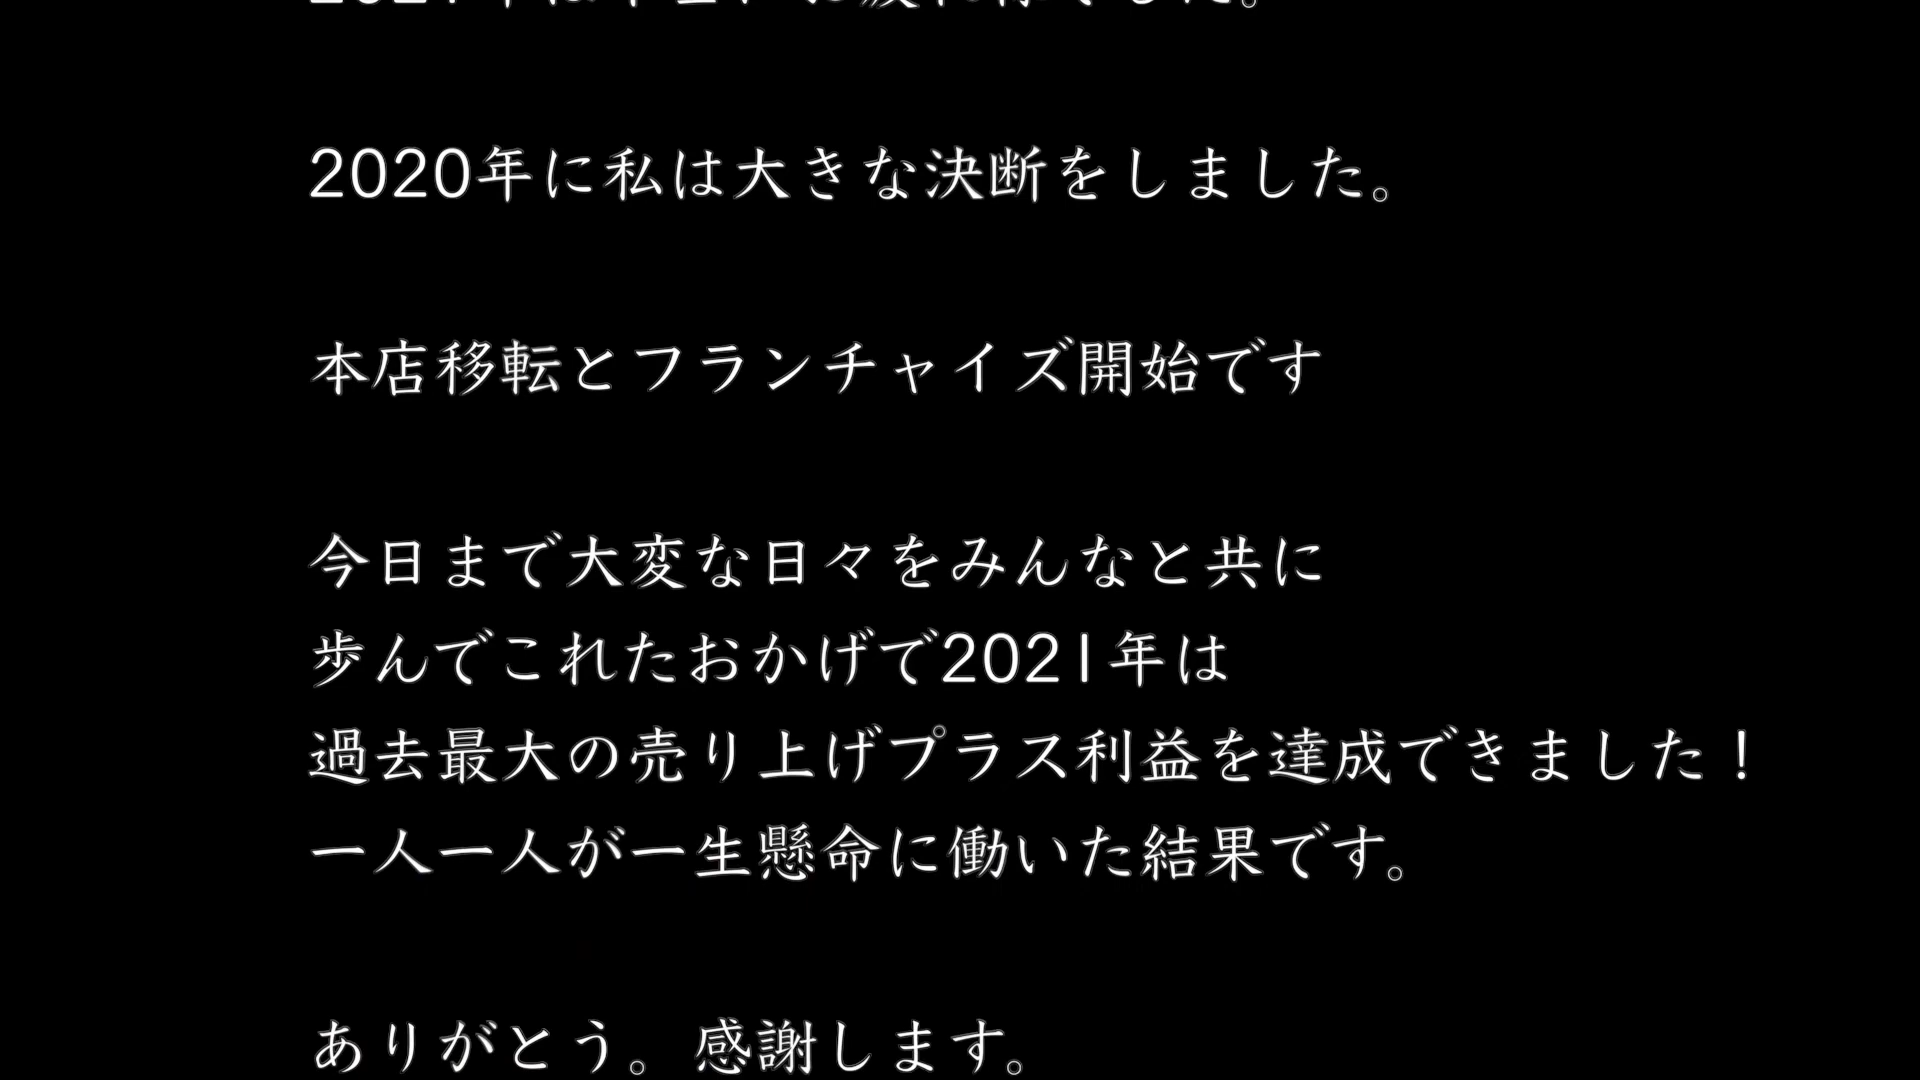 2020年に私は大きな決断をしました。
本店移転とフランチャイズ開始です
今日まで大変な日々をみんなと共に
歩んでこれたおかげで2021年は
過去最大の売り上げプラス利益を達成できました！
一人一人が一生懸命に働いた結果です。
ありがとう。感謝します。